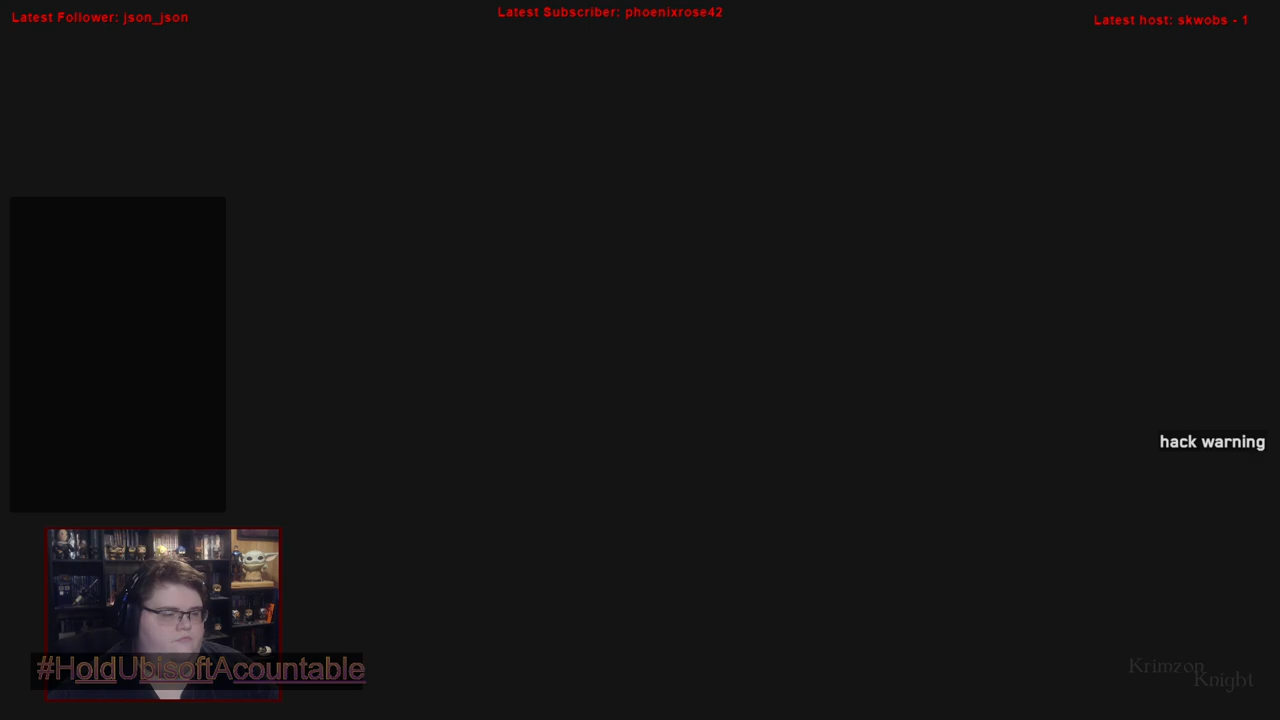 Latest Follower: json_json
Latest Subscriber: phoenixrose42
Latest host: skwobs - 1
hack warning
#HoldUbisoftAcountable
Krimzon
Knight